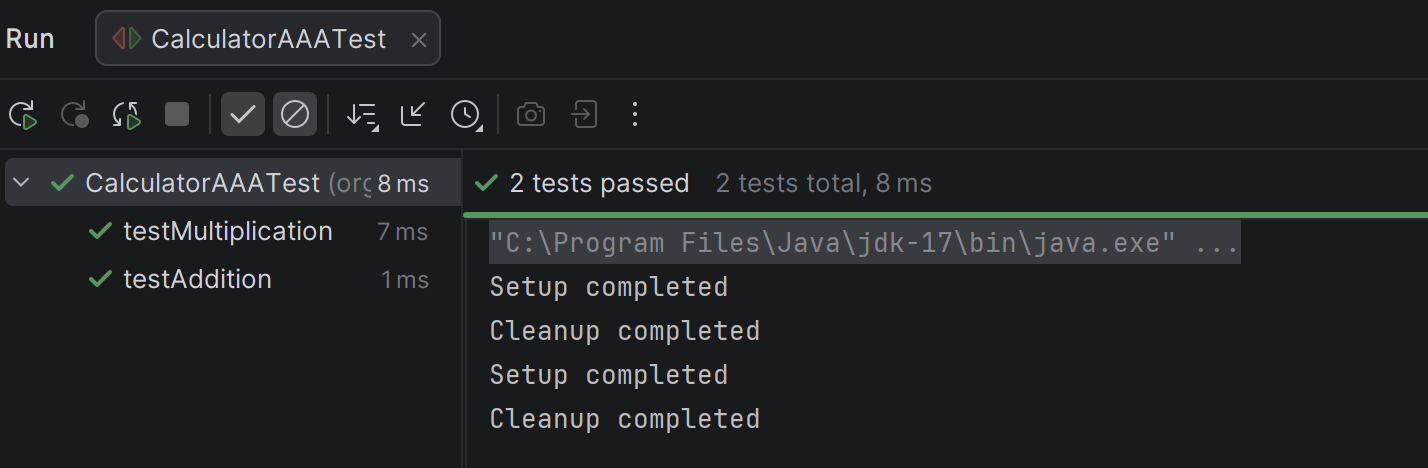 Run CalculatorAAATest
CalculatorAAATest (org 8 ms
testMultiplication 7 ms
testAddition 1 ms
2 tests passed 2 tests total, 8 ms
"C:\Program Files\Java\jdk-17\bin\java.exe" ...
Setup completed
Cleanup completed
Setup completed
Cleanup completed